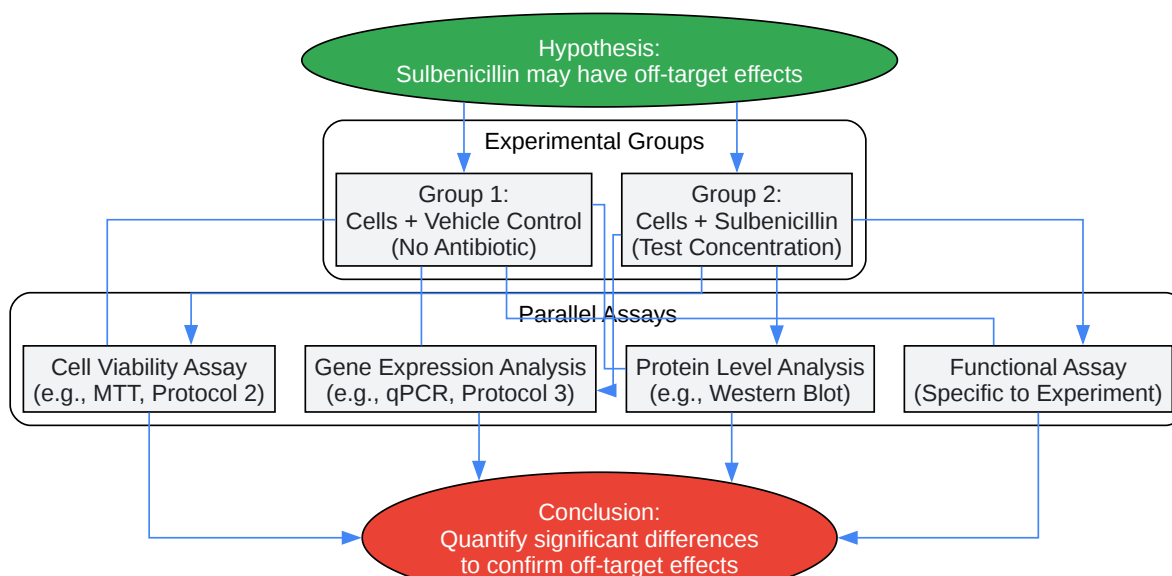 Hypothesis:
Sulbenicillin may have off-target effects
Experimental Groups
Group 1:
Cells + Vehicle Control
(No Antibiotic)
Group 2:
Cells + Sulbenicillin
(Test Concentration)
Parallel Assays
Cell Viability Assay
(e.g., MTT, Protocol 2)
Gene Expression Analysis
(e.g., qPCR, Protocol 3)
Protein Level Analysis
(e.g., Western Blot)
Functional Assay
(Specific to Experiment)
Conclusion:
Quantify significant differences
to confirm off-target effects